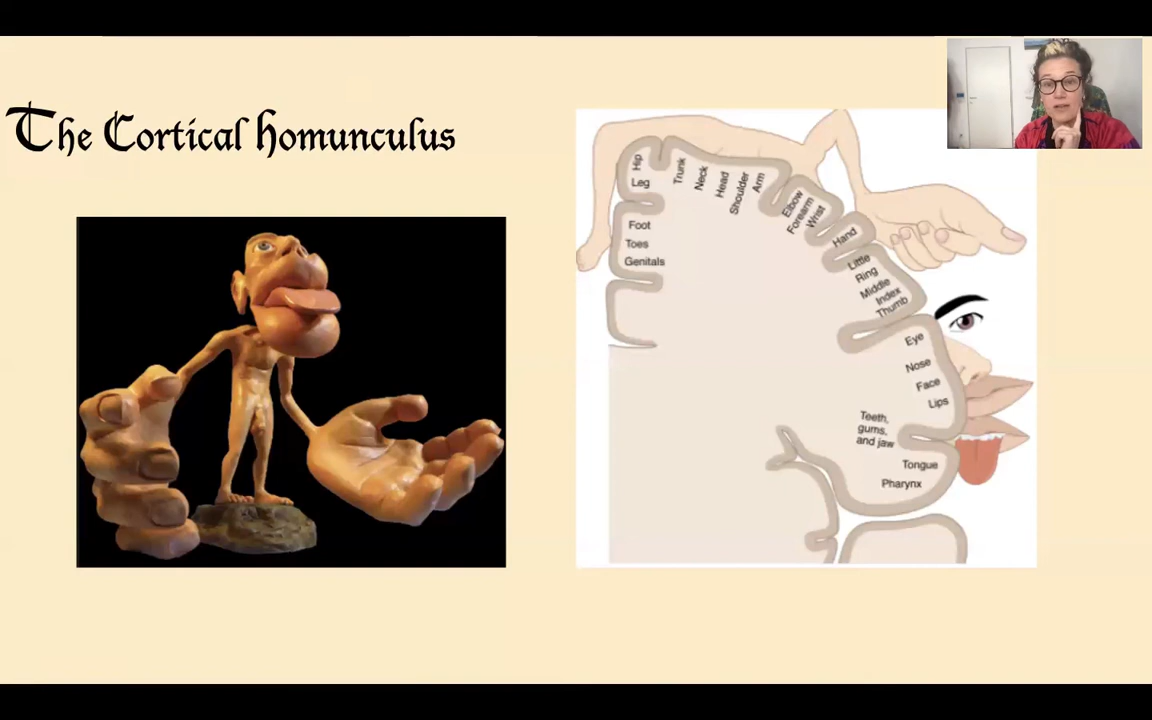 The Cortical Homunculus
Hip
Leg
Trunk
Neck
Head
Shoulder
Arm
Elbow
Forearm
Wrist
Hand
Little
Ring
Middle
Index
Thumb
Foot
Toes
Genitals
Eye
Nose
Face
Lips
Teeth,
gums,
and jaw
Tongue
Pharynx